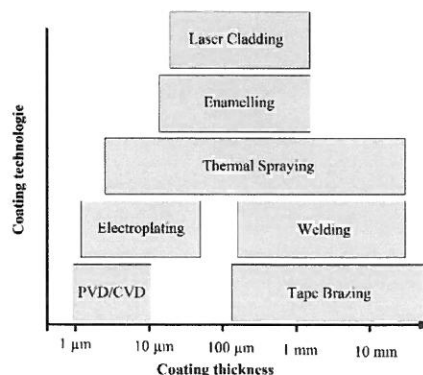 Coating technologie
Laser Cladding
Enamelling
Thermal Spraying
Electroplating
Welding
PVD/CVD
Tape Brazing
1 µm
10 µm
100 µm
1 mm
10 mm
Coating thickness